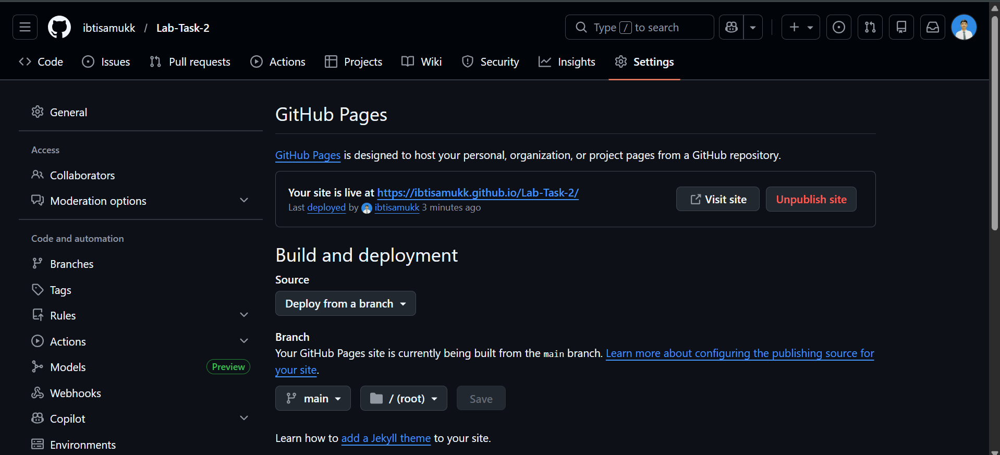 ibtisamukk / Lab-Task-2
Type / to search
Code
Issues
Pull requests
Actions
Projects
Wiki
Security
Insights
Settings
General
Access
Collaborators
Moderation options
Code and automation
Branches
Tags
Rules
Actions
Models
Preview
Webhooks
Copilot
Environments
GitHub Pages
GitHub Pages is designed to host your personal, organization, or project pages from a GitHub repository.
Your site is live at https://ibtisamukk.github.io/Lab-Task-2/
Last deployed by ibtisamukk 3 minutes ago
Visit site
Unpublish site
Build and deployment
Source
Deploy from a branch
Branch
Your GitHub Pages site is currently being built from the main branch. Learn more about configuring the publishing source for
your site.
main
/ (root)
Save
Learn how to add a Jekyll theme to your site.